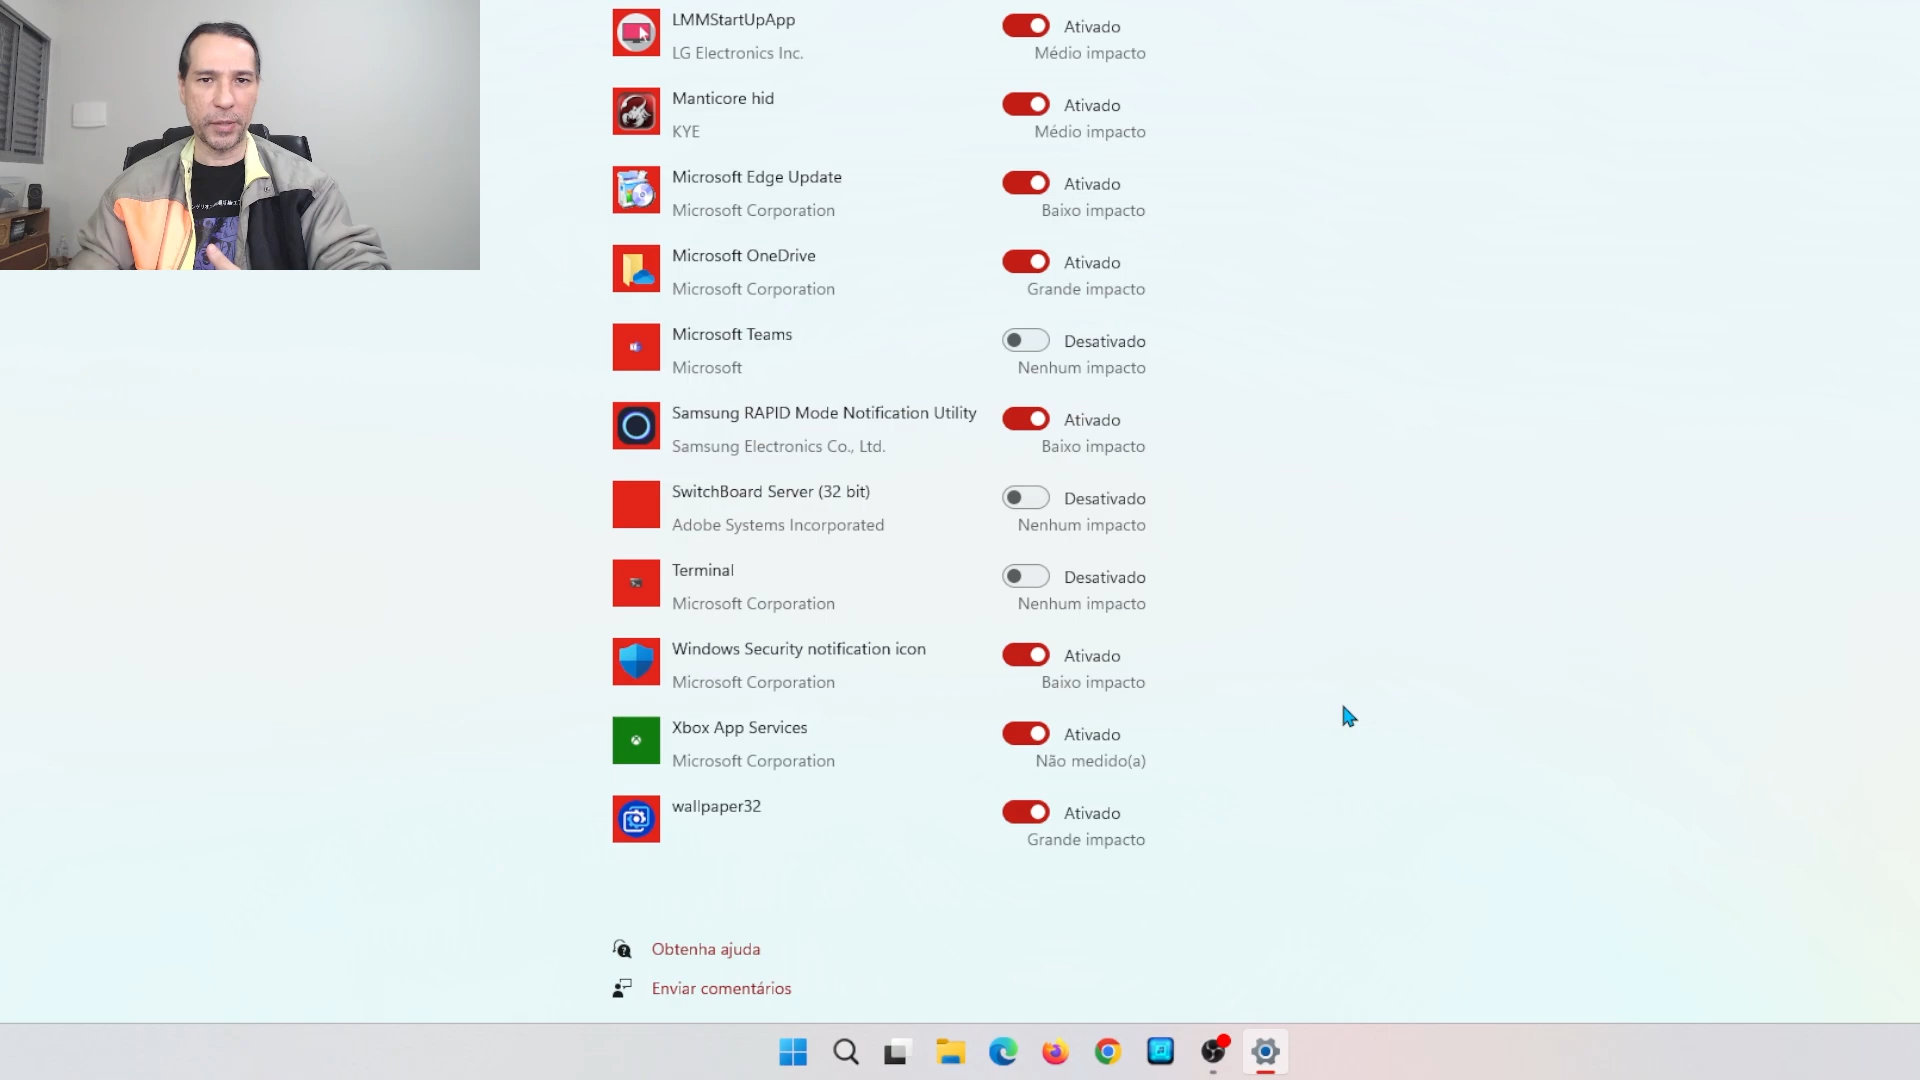 LMMStartUpApp
Ativado
LG Electronics Inc.
Médio impacto
Manticore hid
Ativado
KYE
Médio impacto
Microsoft Edge Update
Ativado
Microsoft Corporation
Baixo impacto
Microsoft OneDrive
Ativado
Microsoft Corporation
Grande impacto
Microsoft Teams
Desativado
Microsoft
Nenhum impacto
Samsung RAPID Mode Notification Utility
Ativado
Samsung Electronics Co., Ltd.
Baixo impacto
SwitchBoard Server (32 bit)
Desativado
Adobe Systems Incorporated
Nenhum impacto
Terminal
Desativado
Microsoft Corporation
Nenhum impacto
Windows Security notification icon
Ativado
Microsoft Corporation
Baixo impacto
Xbox App Services
Ativado
Microsoft Corporation
Não medido(a)
wallpaper32
Ativado
Grande impacto
Obtenha ajuda
Enviar comentários